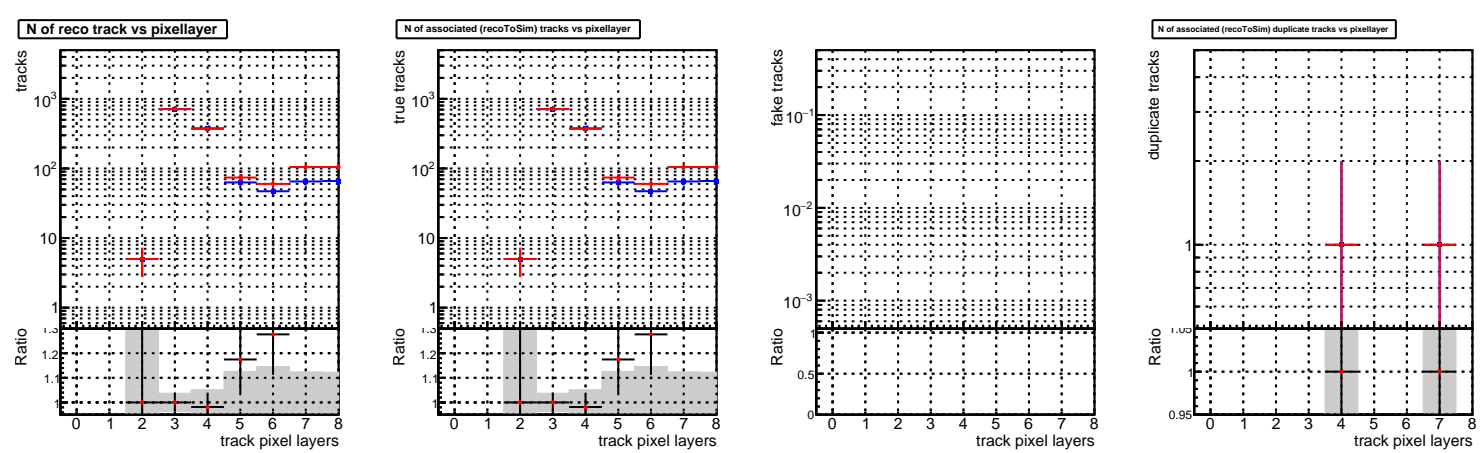 N of reco track vs pixellayer
tracks
10³
10²
10
1
Ratio
1.3
1.2
1.1
1
0 1 2 3 4 5 6 7 8
track pixel layers
N of associated (recoToSim) tracks vs pixellayer
true tracks
10³
10²
10
1
Ratio
1.3
1.2
1.1
1
0 1 2 3 4 5 6 7 8
track pixel layers
fake tracks
10⁻¹
10⁻²
10⁻³
Ratio
1
0.5
0
0 1 2 3 4 5 6 7 8
track pixel layers
N of associated (recoToSim) duplicate tracks vs pixellayer
duplicate tracks
1
Ratio
1.05
1
0.95
0 1 2 3 4 5 6 7 8
track pixel layers